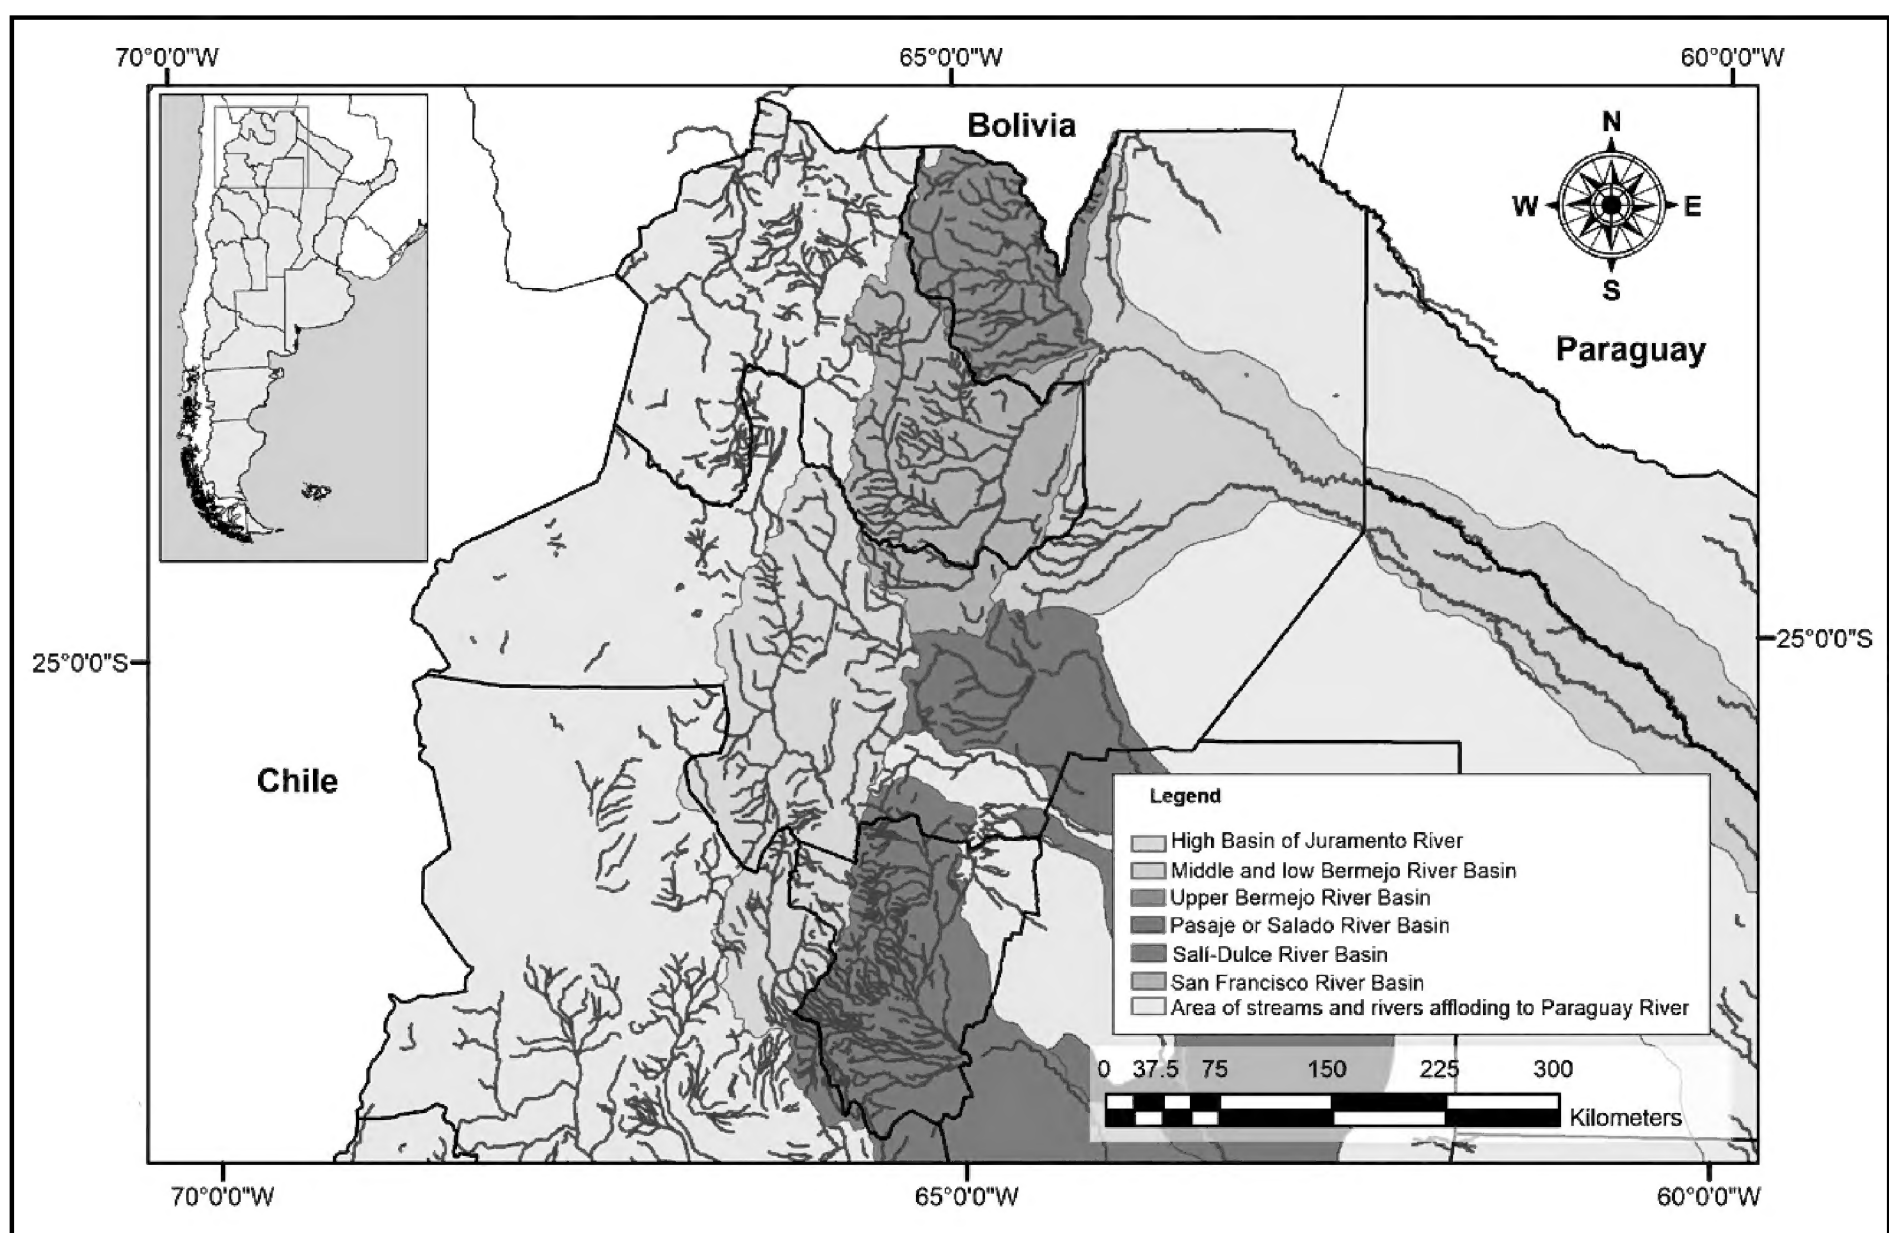 70°0'0"W 65°0'0"W 60°0'0"W
Bolivia
N
W E
S
Paraguay
25°0'0"S 25°0'0"S
Chile
Legend
High Basin of Juramento River
Middle and low Bermejo River Basin
Upper Bermejo River Basin
Pasaje or Salado River Basin
Salí-Dulce River Basin
San Francisco River Basin
Area of streams and rivers affloding to Paraguay River
0 37.5 75 150 225 300
Kilometers
70°0'0"W 65°0'0"W 60°0'0"W